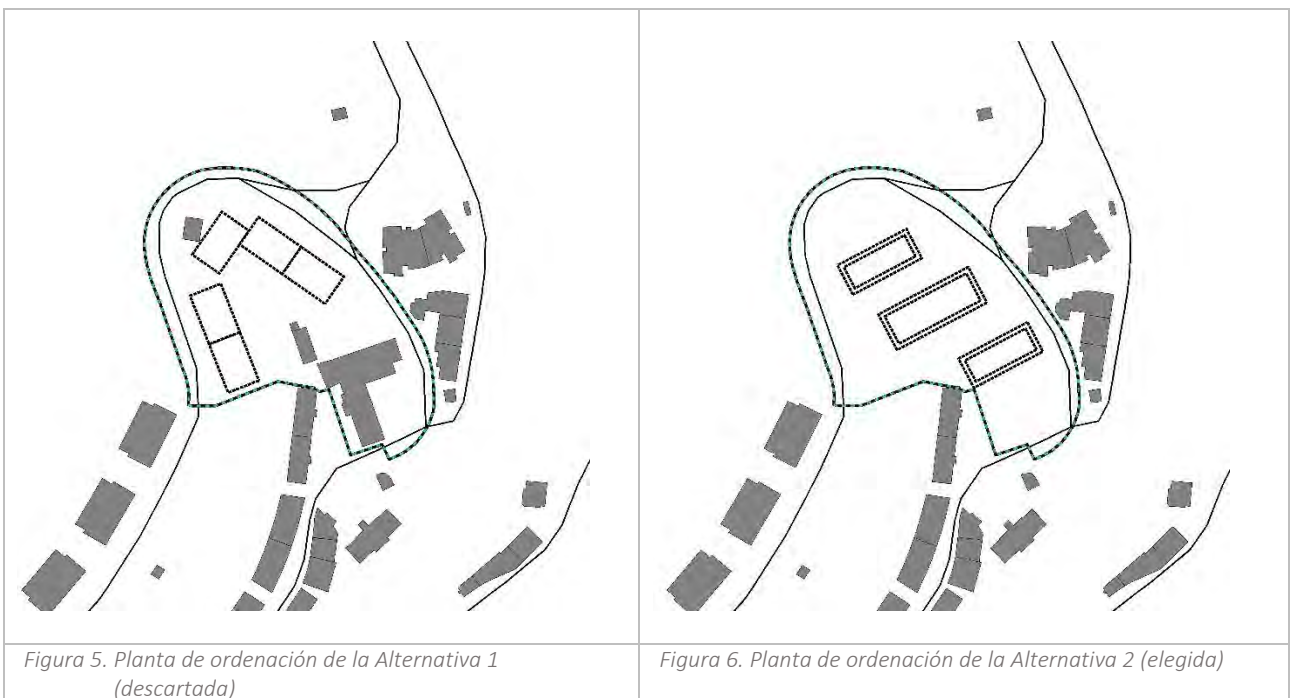 Figura 5. Planta de ordenación de la Alternativa 1
(descartada)
Figura 6. Planta de ordenación de la Alternativa 2 (elegida)